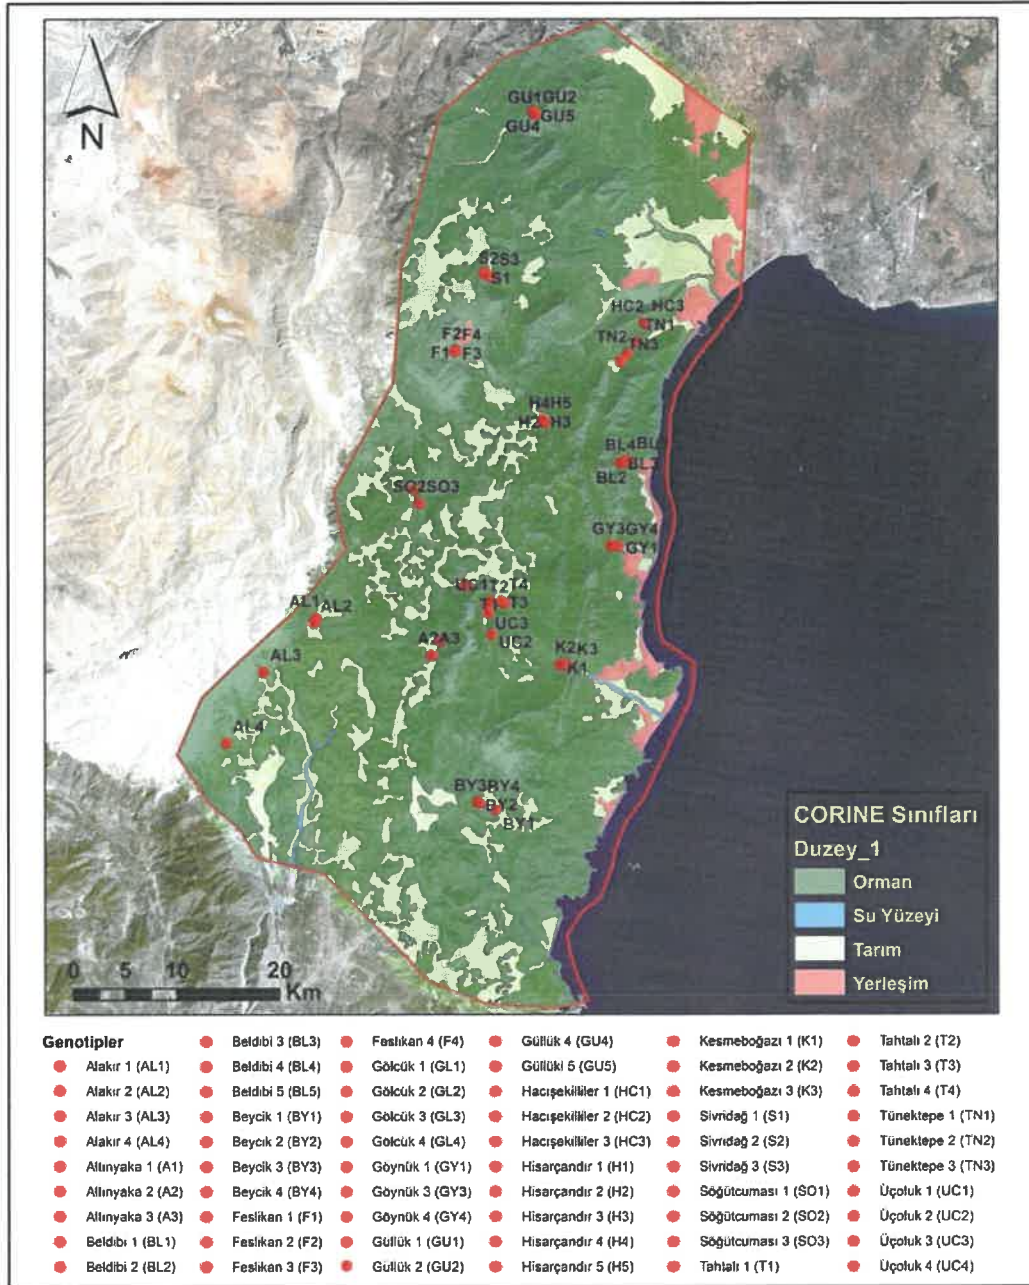 N
GU1GU2
GU5
GU4
S2S3
S1
HC2 HC3
TN1
F2F4
TN2
TN3
F1 F3
H4H5
H2 H3
BL4BL
BL2
SO2SO3
GY3GY4
GY1
T4
T3
AL1
AL2
UC3
UC2
A2A3
K2K3
K1
AL3
AL4
BY3BY4
BY2
BY1
CORINE Sınıfları
Duzey_1
Orman
Su Yüzeyi
Tarım
Yerleşim
0 5 10 20
Km
Genotipler
Alakır 1 (AL1)
Alakır 2 (AL2)
Alakır 3 (AL3)
Alakır 4 (AL4)
Altınyaka 1 (A1)
Altınyaka 2 (A2)
Altınyaka 3 (A3)
Beldibi 1 (BL1)
Beldibi 2 (BL2)
Beldibi 3 (BL3)
Beldibi 4 (BL4)
Beldibi 5 (BL5)
Beycik 1 (BY1)
Beycik 2 (BY2)
Beycik 3 (BY3)
Beycik 4 (BY4)
Feslikan 1 (F1)
Feslikan 2 (F2)
Feslikan 3 (F3)
Feslikan 4 (F4)
Gölcük 1 (GL1)
Gölcük 2 (GL2)
Gölcük 3 (GL3)
Gölcük 4 (GL4)
Göynük 1 (GY1)
Göynük 3 (GY3)
Göynük 4 (GY4)
Güllük 1 (GU1)
Güllük 2 (GU2)
Güllük 4 (GU4)
Güllüki 5 (GU5)
Hacışekililer 1 (HC1)
Hacışekililer 2 (HC2)
Hacışekililer 3 (HC3)
Hisarçandır 1 (H1)
Hisarçandır 2 (H2)
Hisarçandır 3 (H3)
Hisarçandır 4 (H4)
Hisarçandır 5 (H5)
Kesmeboğazı 1 (K1)
Kesmeboğazı 2 (K2)
Kesmeboğazı 3 (K3)
Sivridağ 1 (S1)
Sivridağ 2 (S2)
Sivridağ 3 (S3)
Söğütcuması 1 (SO1)
Söğütcuması 2 (SO2)
Söğütcuması 3 (SO3)
Tahtalı 1 (T1)
Tahtalı 2 (T2)
Tahtalı 3 (T3)
Tahtalı 4 (T4)
Tünektepe 1 (TN1)
Tünektepe 2 (TN2)
Tünektepe 3 (TN3)
Üçoluk 1 (UC1)
Üçoluk 2 (UC2)
Üçoluk 3 (UC3)
Üçoluk 4 (UC4)